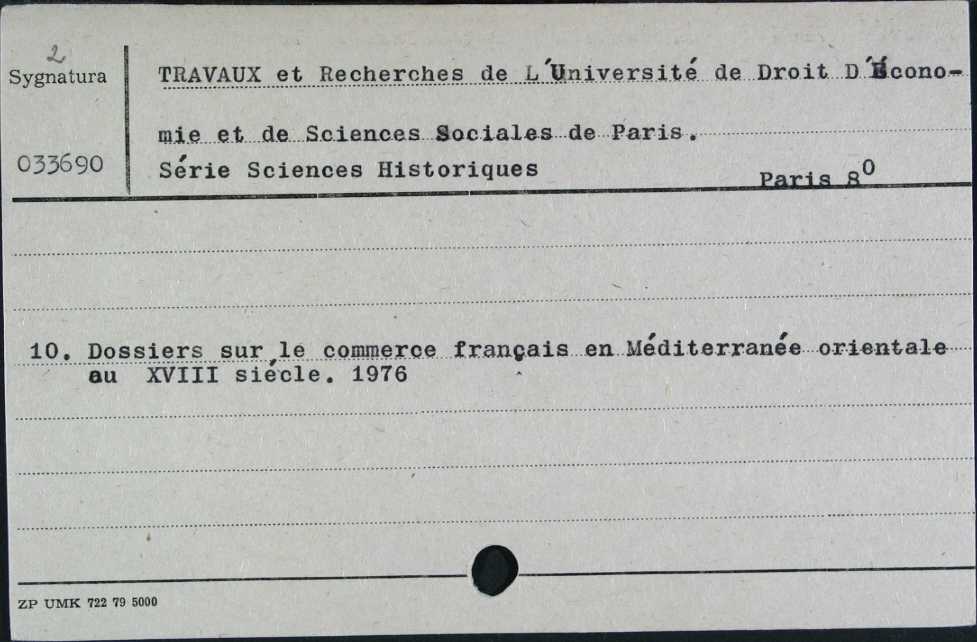 2
Sygnatura
TRAVAUX et Recherches de L'Université de Droit D'Écono-
mie et de Sciences Sociales de Paris.
033690
Série Sciences Historiques
Paris 8⁰
10. Dossiers sur le commerce français en Méditerranée orientale
au XVIII siécle. 1976
ZP UMK 722 79 5000